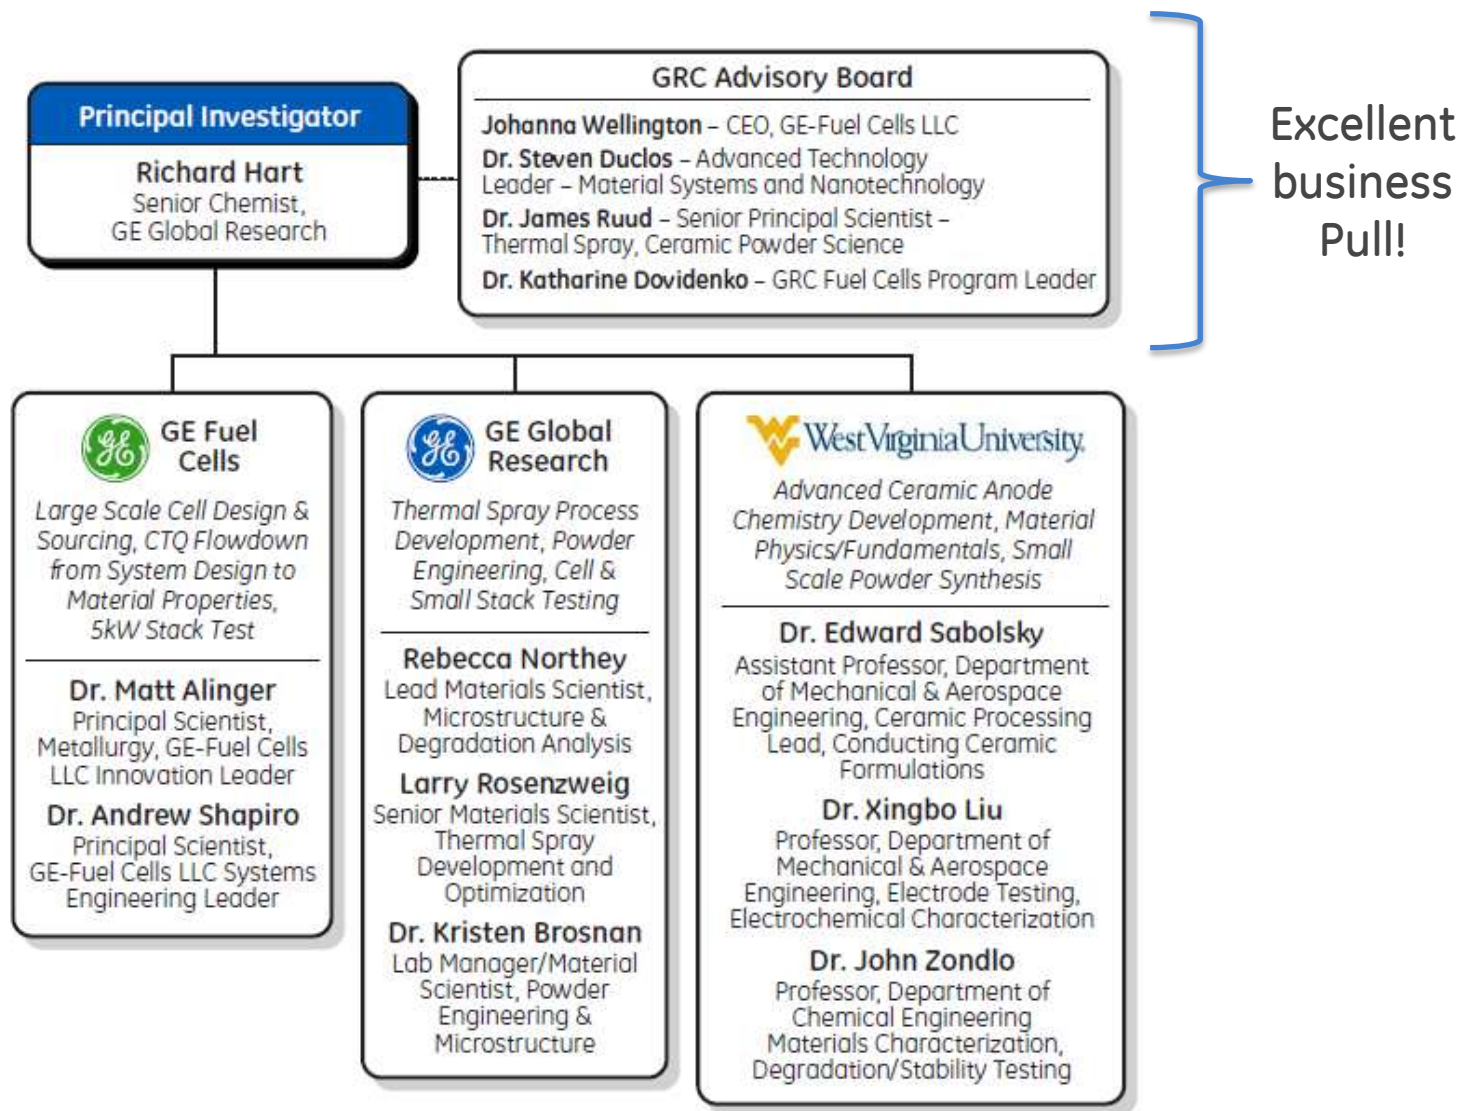 Principal Investigator
Richard Hart
Senior Chemist,
GE Global Research
GRC Advisory Board
Johanna Wellington – CEO, GE-Fuel Cells LLC
Dr. Steven Duclos – Advanced Technology
Leader – Material Systems and Nanotechnology
Dr. James Ruud – Senior Principal Scientist –
Thermal Spray, Ceramic Powder Science
Dr. Katharine Dovidenko – GRC Fuel Cells Program Leader
Excellent
business
Pull!
GE
GE Fuel
Cells
Large Scale Cell Design &
Sourcing, CTQ Flowdown
from System Design to
Material Properties,
5kW Stack Test
Dr. Matt Alinger
Principal Scientist,
Metallurgy, GE-Fuel Cells
LLC Innovation Leader
Dr. Andrew Shapiro
Principal Scientist,
GE-Fuel Cells LLC Systems
Engineering Leader
GE
GE Global
Research
Thermal Spray Process
Development, Powder
Engineering, Cell &
Small Stack Testing
Rebecca Northey
Lead Materials Scientist,
Microstructure &
Degradation Analysis
Larry Rosenzweig
Senior Materials Scientist,
Thermal Spray
Development and
Optimization
Dr. Kristen Brosnan
Lab Manager/Material
Scientist, Powder
Engineering &
Microstructure
WestVirginiaUniversity.
Advanced Ceramic Anode
Chemistry Development, Material
Physics/Fundamentals, Small
Scale Powder Synthesis
Dr. Edward Sabolsky
Assistant Professor, Department
of Mechanical & Aerospace
Engineering, Ceramic Processing
Lead, Conducting Ceramic
Formulations
Dr. Xingbo Liu
Professor, Department of
Mechanical & Aerospace
Engineering, Electrode Testing,
Electrochemical Characterization
Dr. John Zondlo
Professor, Department of
Chemical Engineering
Materials Characterization,
Degradation/Stability Testing